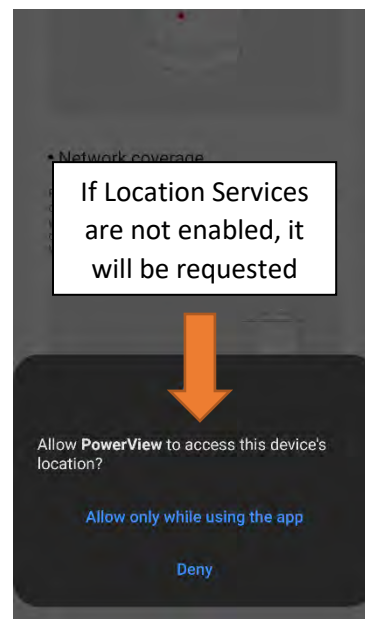 • Network coverage
If Location Services
are not enabled, it
will be requested
Allow PowerView to access this device's
location?
Allow only while using the app
Deny